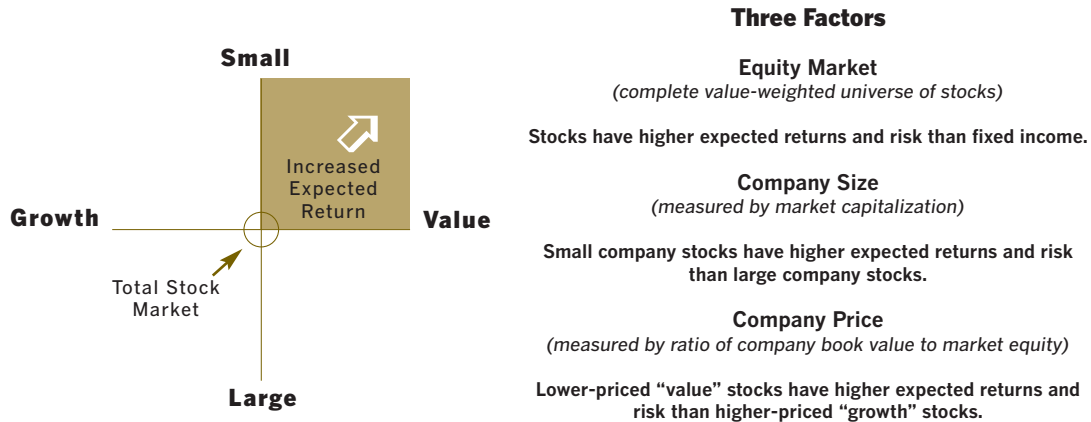 Small
Increased
Expected
Return
Growth
Value
Total Stock
Market
Large
Three Factors
Equity Market
(complete value-weighted universe of stocks)
Stocks have higher expected returns and risk than fixed income.
Company Size
(measured by market capitalization)
Small company stocks have higher expected returns and risk
than large company stocks.
Company Price
(measured by ratio of company book value to market equity)
Lower-priced “value” stocks have higher expected returns and
risk than higher-priced “growth” stocks.